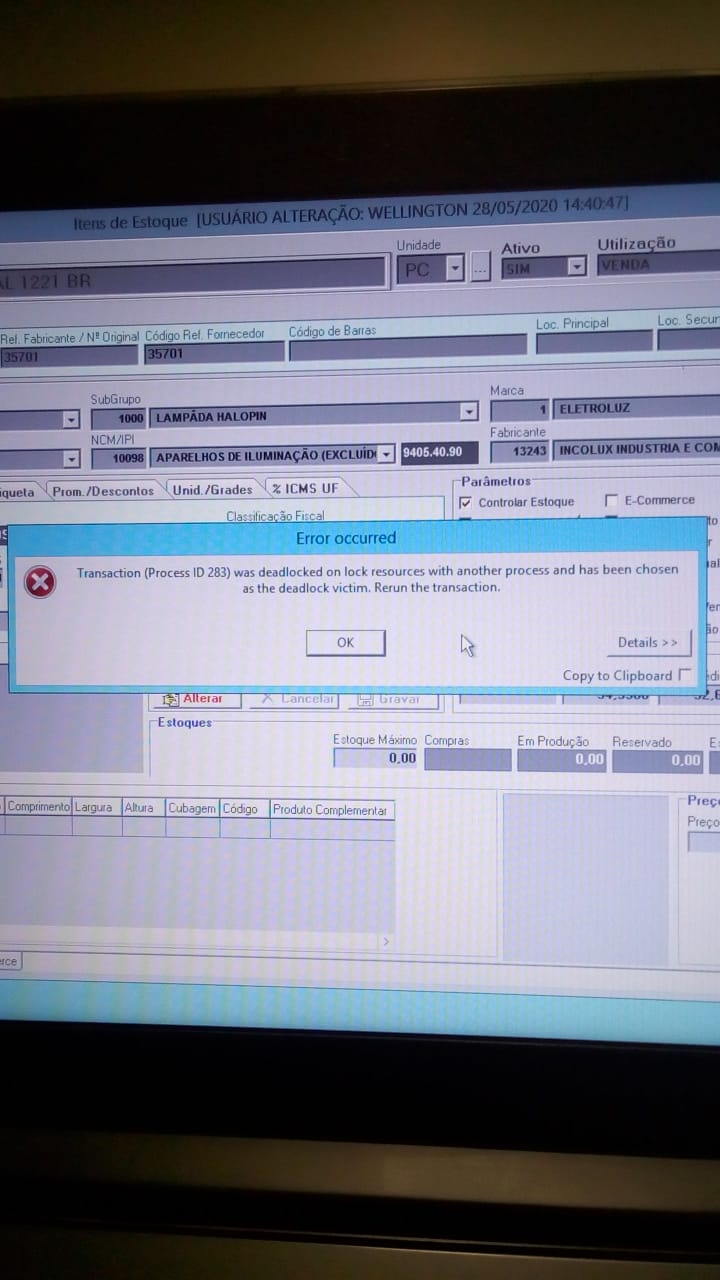 Itens de Estoque [USUÁRIO ALTERAÇÃO: WELLINGTON 28/05/2020 14:40:47]
Unidade Ativo Utilização
AL 1221 BR PC ... SIM VENDA
Ref. Fabricante / Nº Original Código Ref. Fornecedor Código de Barras Loc. Principal Loc. Secun
35701 35701
SubGrupo Marca
1000 LAMPÂDA HALOPIN 1 ELETROLUZ
NCM/IPI Fabricante
10098 APARELHOS DE ILUMINAÇÃO (EXCLUÍD 9405.40.90 13243 INCOLUX INDUSTRIA E COM
iqueta Prom./Descontos Unid./Grades % ICMS UF Parâmetros
Controlar Estoque E-Commerce
Classificação Fiscal
Error occurred
Transaction (Process ID 283) was deadlocked on lock resources with another process and has been chosen
as the deadlock victim. Rerun the transaction.
OK Details >>
Copy to Clipboard
Alterar Cancelar Gravar
Estoques
Estoque Máximo Compras Em Produção Reservado
0,00 0,00 0,00
Comprimento Largura Altura Cubagem Código Produto Complementar
Preço
Preço
erce